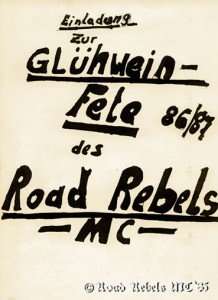 Einladung
Zur
GLÜHWEIN-
Fete 86/87
des
Road Rebels
-MC-
© Road Rebels MC '85